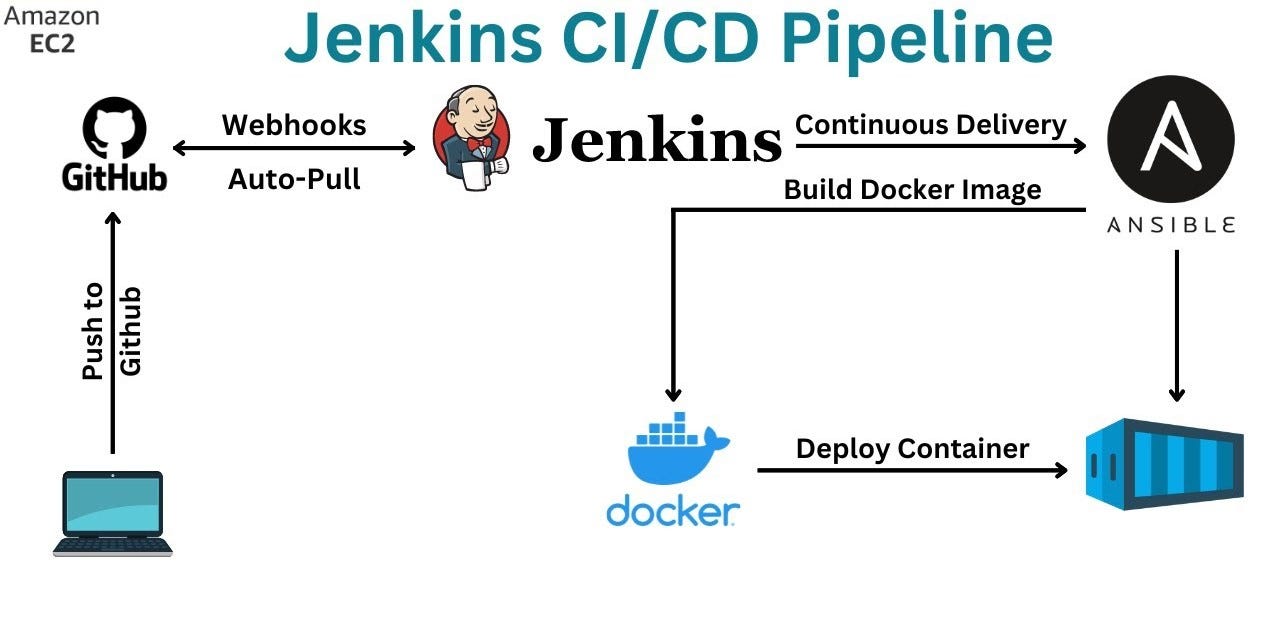 Amazon
EC2
Jenkins CI/CD Pipeline
GitHub
Webhooks
Auto-Pull
Jenkins
Continuous Delivery
Build Docker Image
ANSIBLE
Push to
Github
docker
Deploy Container